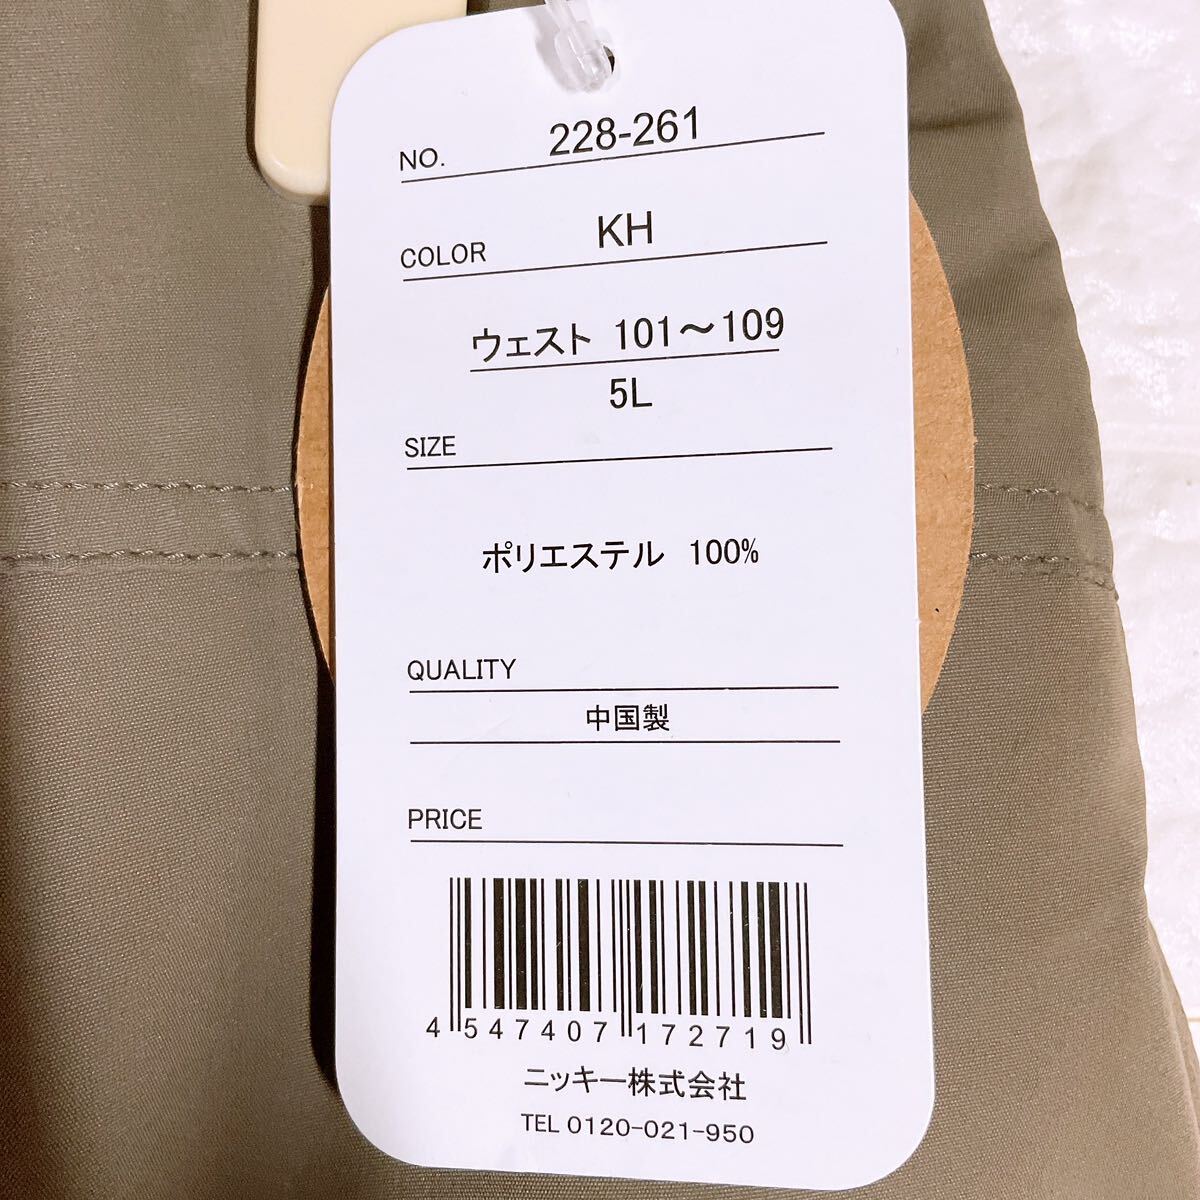 NO. 228-261
COLOR KH
ウェスト 101～109
5L
SIZE
ポリエステル 100%
QUALITY
中国製
PRICE
4 547407 172719
ニッキー株式会社
TEL 0120-021-950